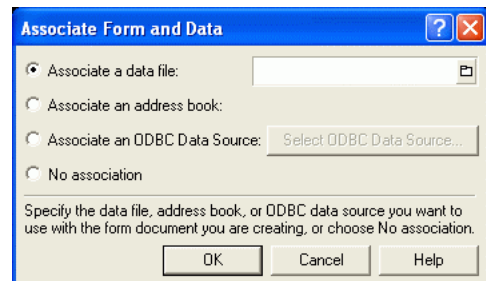 Associate Form and Data
Associate a data file:
Associate an address book:
Associate an ODBC Data Source: Select ODBC Data Source...
No association
Specify the data file, address book, or ODBC data source you want to
use with the form document you are creating, or choose No association.
OK Cancel Help